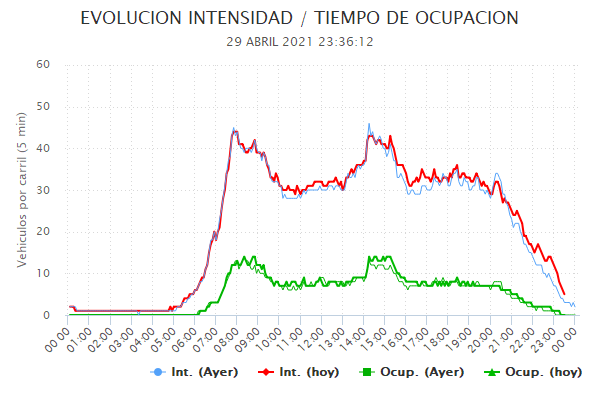 EVOLUCION INTENSIDAD / TIEMPO DE OCUPACION
29 ABRIL 2021 23:36:12
Vehiculos por carril (5 min)
60
50
40
30
20
10
0
00:00 01:00 02:00 03:00 04:00 05:00 06:00 07:00 08:00 09:00 10:00 11:00 12:00 13:00 14:00 15:00 16:00 17:00 18:00 19:00 20:00 21:00 22:00 23:00 00:00
Int. (Ayer) Int. (hoy) Ocup. (Ayer) Ocup. (hoy)